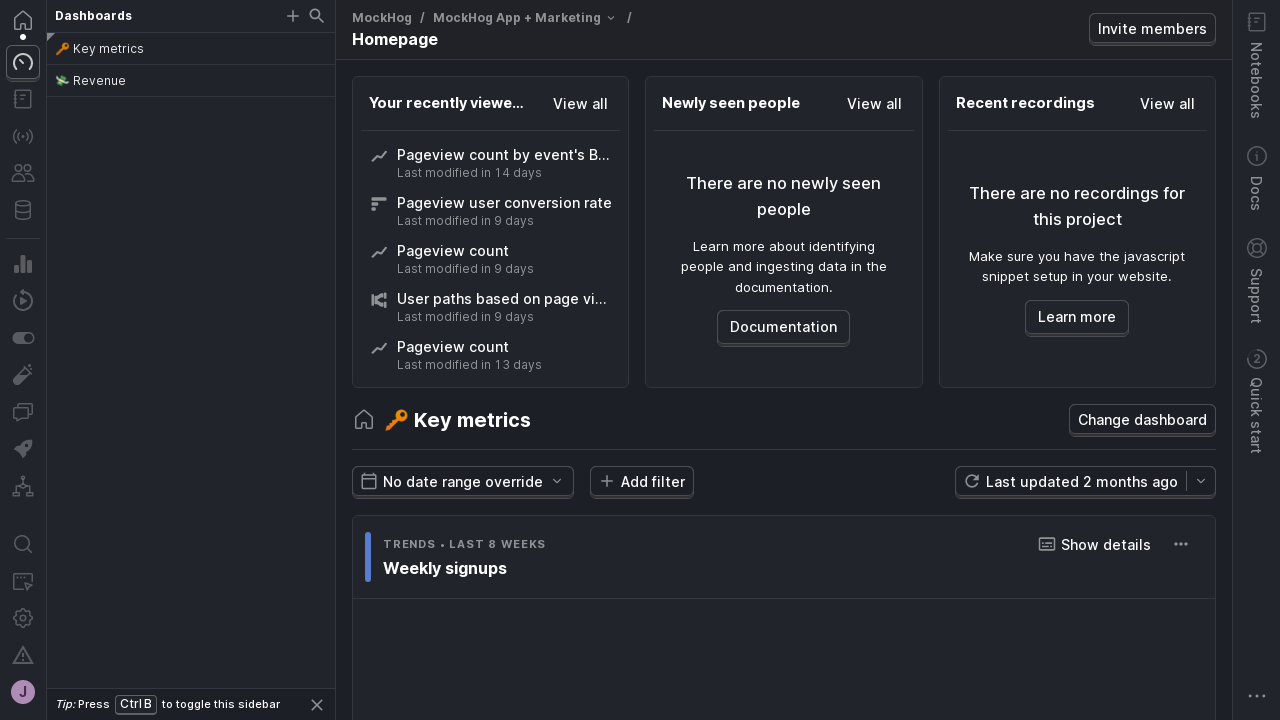 Dashboards
🔑 Key metrics
💸 Revenue
Tip: Press Ctrl B to toggle this sidebar
J
MockHog / MockHog App + Marketing /
Homepage
Invite members
Your recently viewe...
View all
Pageview count by event's B...
Last modified in 14 days
Pageview user conversion rate
Last modified in 9 days
Pageview count
Last modified in 9 days
User paths based on page vi...
Last modified in 9 days
Pageview count
Last modified in 13 days
Newly seen people
View all
There are no newly seen
people
Learn more about identifying
people and ingesting data in the
documentation.
Documentation
Recent recordings
View all
There are no recordings for
this project
Make sure you have the javascript
snippet setup in your website.
Learn more
🔑 Key metrics
Change dashboard
No date range override
Add filter
Last updated 2 months ago
TRENDS • LAST 8 WEEKS
Weekly signups
Show details
Notebooks
Docs
Support
2
Quick start